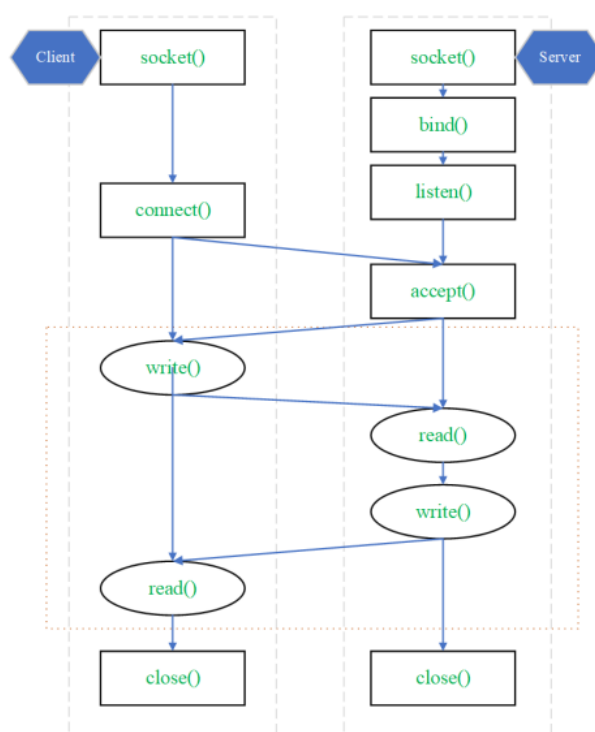 Client
socket()
socket()
Server
bind()
connect()
listen()
accept()
write()
read()
write()
read()
close()
close()